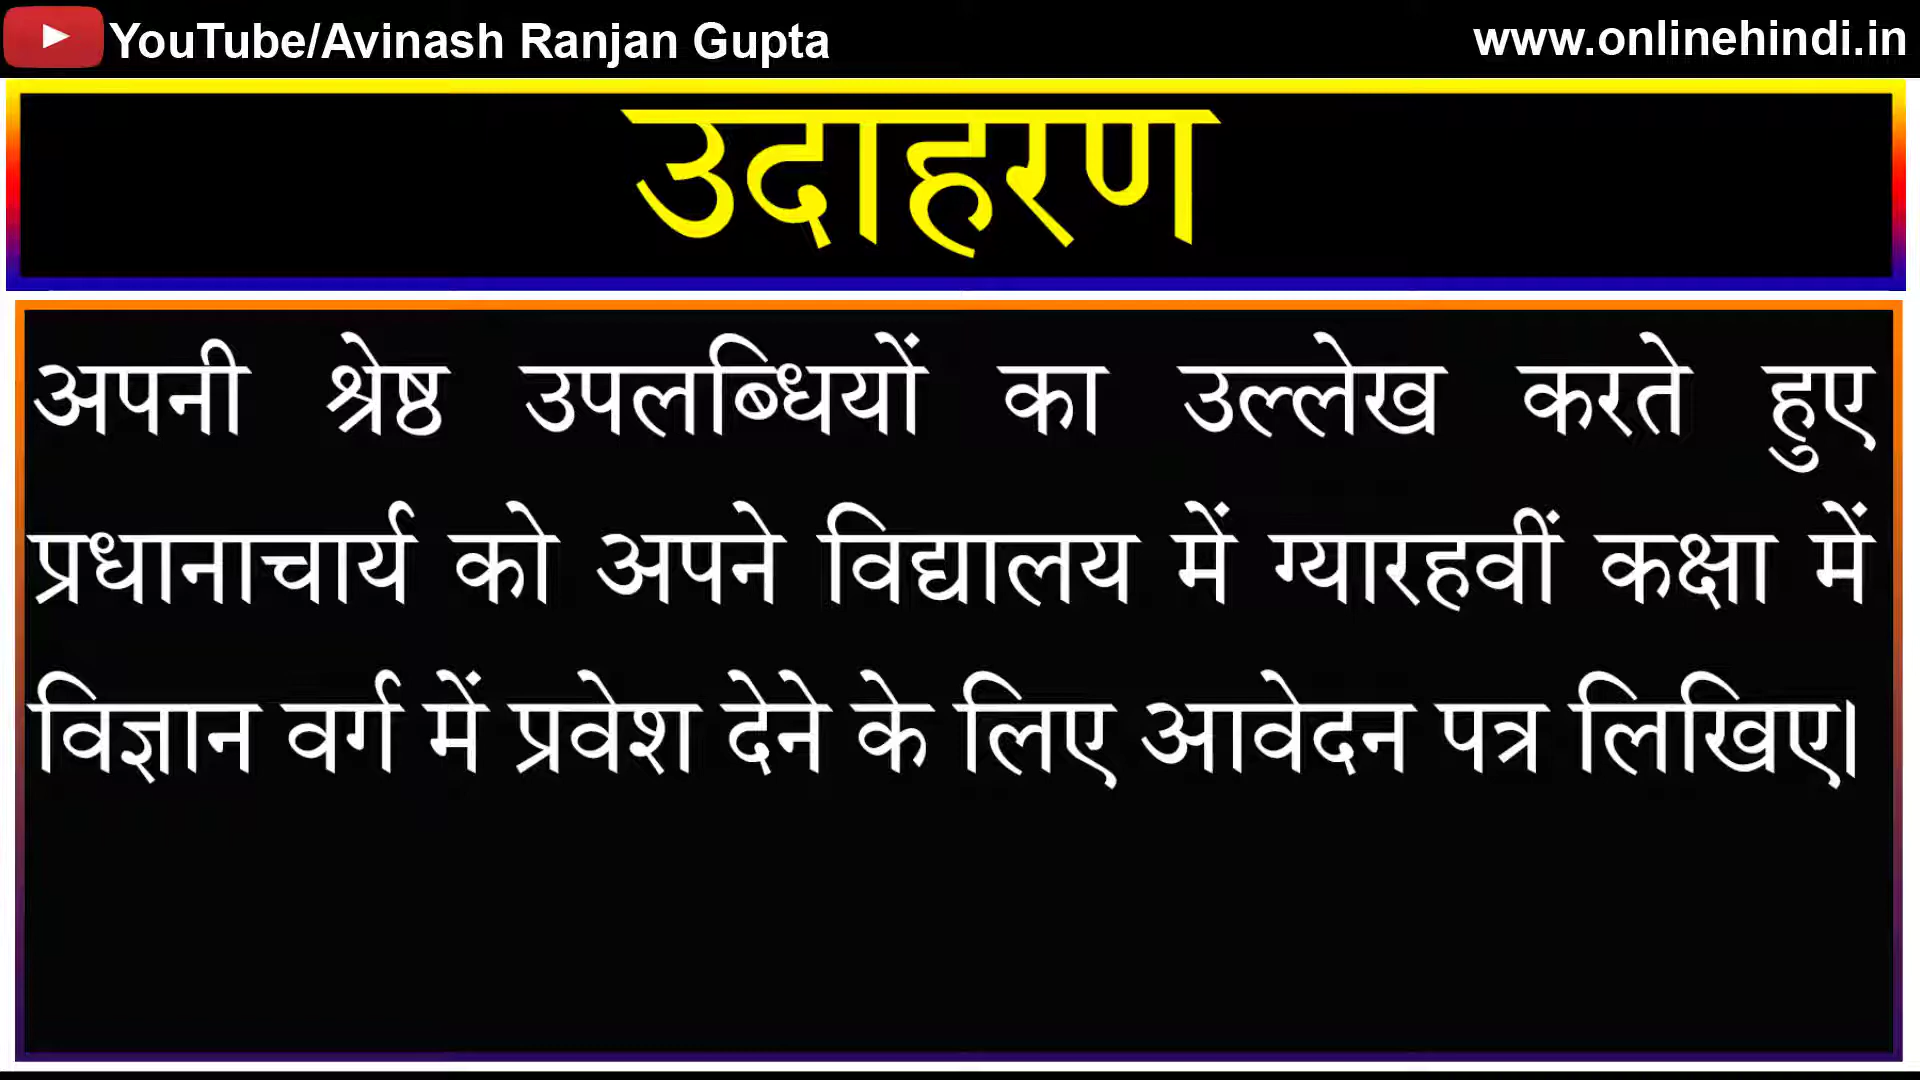 YouTube/Avinash Ranjan Gupta
www.onlinehindi.in
उदाहरण
अपनी श्रेष्ठ उपलब्धियों का उल्लेख करते हुए
प्रधानाचार्य को अपने विद्यालय में ग्यारहवीं कक्षा में
विज्ञान वर्ग में प्रवेश देने के लिए आवेदन पत्र लिखिए।